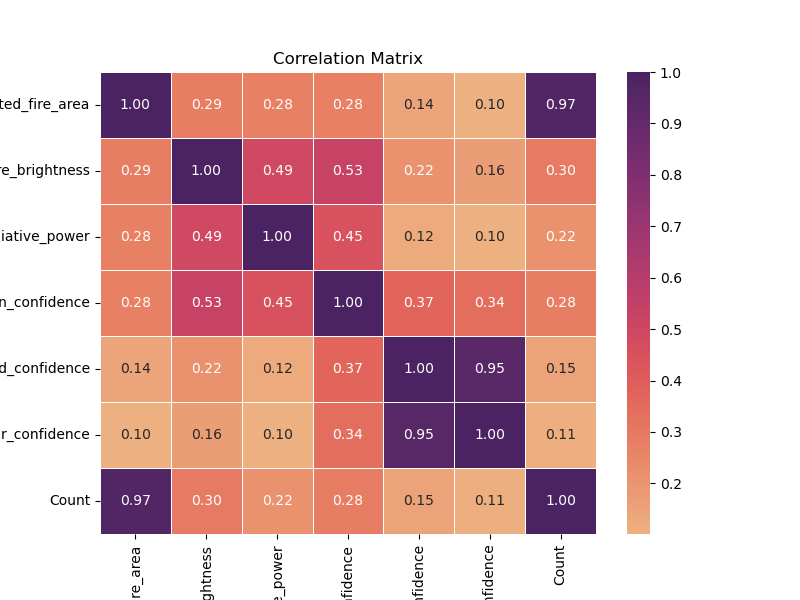 Correlation Matrix
ted_fire_area 1.00 0.29 0.28 0.28 0.14 0.10 0.97
re_brightness 0.29 1.00 0.49 0.53 0.22 0.16 0.30
iative_power 0.28 0.49 1.00 0.45 0.12 0.10 0.22
n_confidence 0.28 0.53 0.45 1.00 0.37 0.34 0.28
d_confidence 0.14 0.22 0.12 0.37 1.00 0.95 0.15
r_confidence 0.10 0.16 0.10 0.34 0.95 1.00 0.11
Count 0.97 0.30 0.22 0.28 0.15 0.11 1.00
re_area ghtness e_power nfidence nfidence nfidence Count
1.0
0.9
0.8
0.7
0.6
0.5
0.4
0.3
0.2